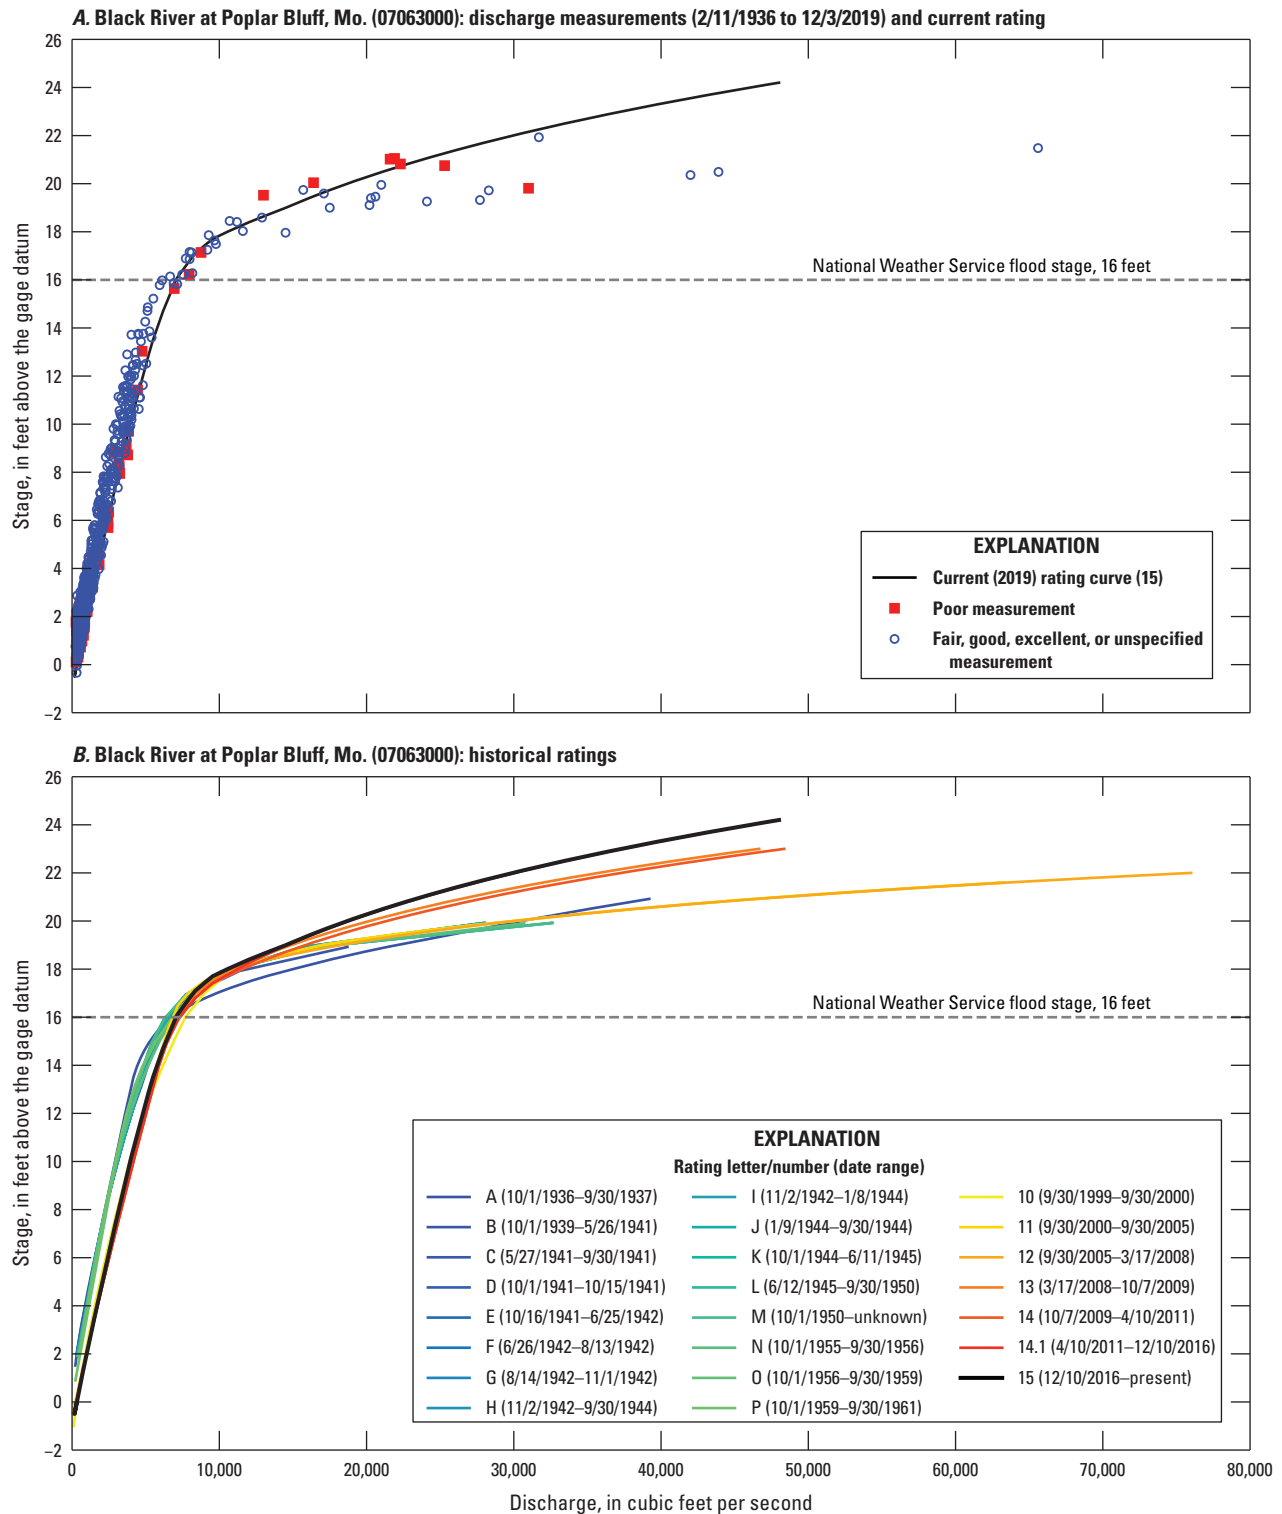 A. Black River at Poplar Bluff, Mo. (07063000): discharge measurements (2/11/1936 to 12/3/2019) and current rating
26
24
22
20
18
16
14
12
10
8
6
4
2
0
–2
Stage, in feet above the gage datum
National Weather Service flood stage, 16 feet
EXPLANATION
Current (2019) rating curve (15)
Poor measurement
Fair, good, excellent, or unspecified
measurement
B. Black River at Poplar Bluff, Mo. (07063000): historical ratings
26
24
22
20
18
16
14
12
10
8
6
4
2
0
–2
Stage, in feet above the gage datum
National Weather Service flood stage, 16 feet
EXPLANATION
Rating letter/number (date range)
A (10/1/1936–9/30/1937)
B (10/1/1939–5/26/1941)
C (5/27/1941–9/30/1941)
D (10/1/1941–10/15/1941)
E (10/16/1941–6/25/1942)
F (6/26/1942–8/13/1942)
G (8/14/1942–11/1/1942)
H (11/2/1942–9/30/1944)
I (11/2/1942–1/8/1944)
J (1/9/1944–9/30/1944)
K (10/1/1944–6/11/1945)
L (6/12/1945–9/30/1950)
M (10/1/1950–unknown)
N (10/1/1955–9/30/1956)
O (10/1/1956–9/30/1959)
P (10/1/1959–9/30/1961)
10 (9/30/1999–9/30/2000)
11 (9/30/2000–9/30/2005)
12 (9/30/2005–3/17/2008)
13 (3/17/2008–10/7/2009)
14 (10/7/2009–4/10/2011)
14.1 (4/10/2011–12/10/2016)
15 (12/10/2016–present)
0 10,000 20,000 30,000 40,000 50,000 60,000 70,000 80,000
Discharge, in cubic feet per second